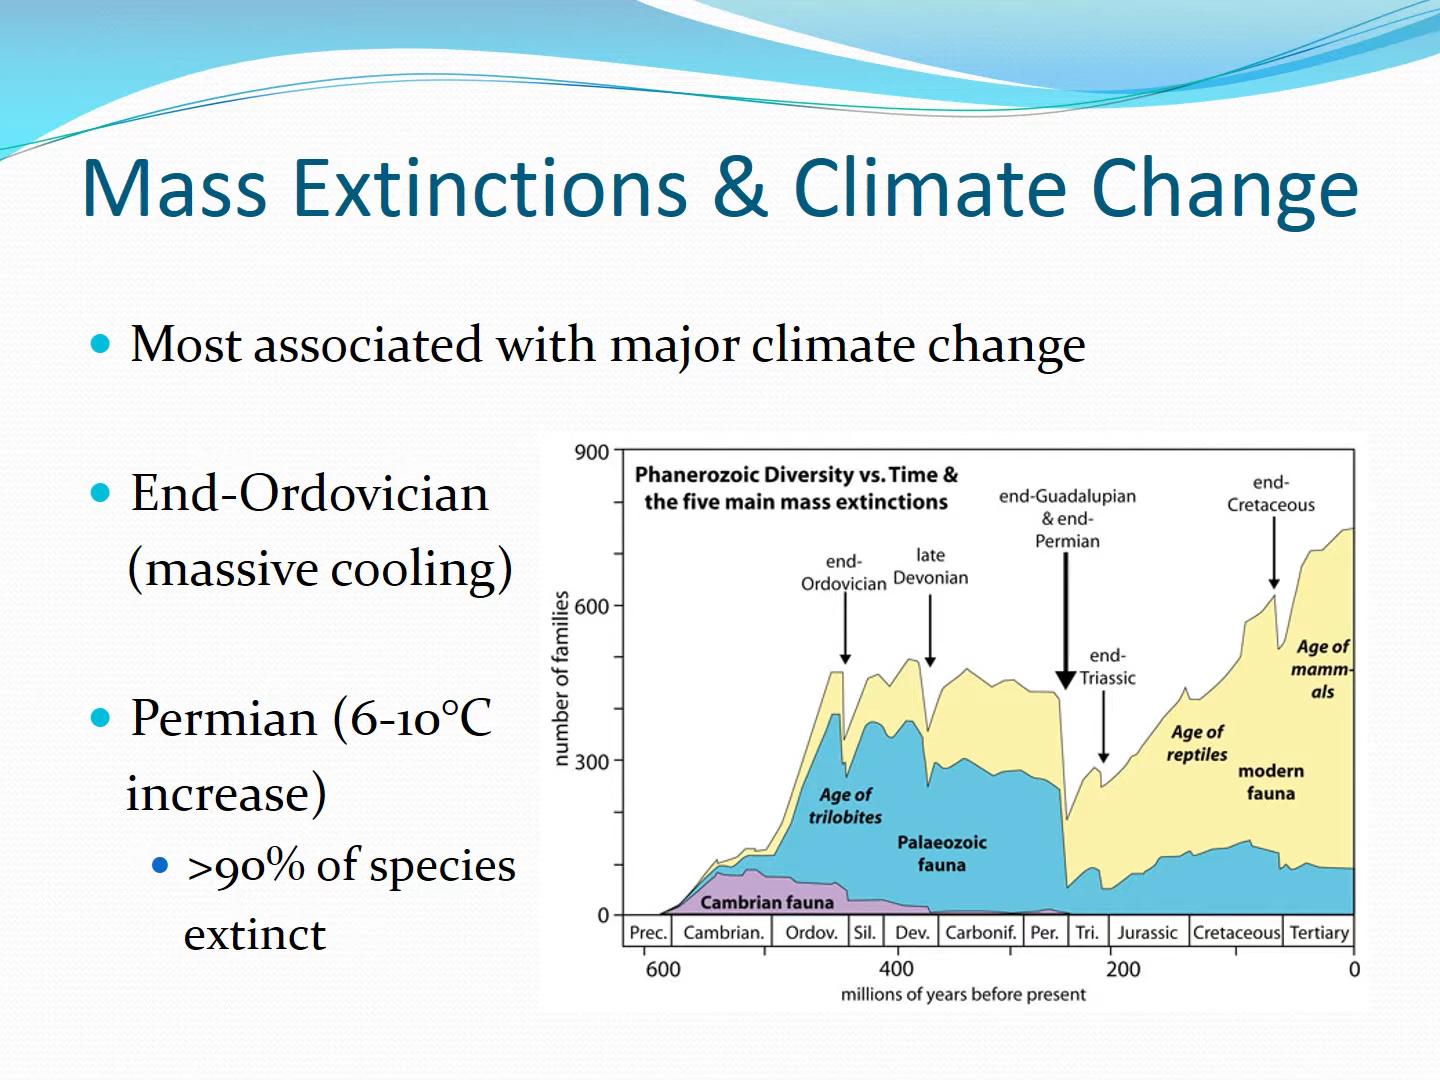 Mass Extinctions & Climate Change
Most associated with major climate change
End-Ordovician
(massive cooling)
Permian (6-10°C
increase)
>90% of species
extinct
Phanerozoic Diversity vs. Time &
the five main mass extinctions
end-
Ordovician
late
Devonian
end-Guadalupian
& end-
Permian
end-
Triassic
end-
Cretaceous
number of families
900
600
300
0
Age of
trilobites
Palaeozoic
fauna
Cambrian fauna
Age of
reptiles
modern
fauna
Age of
mamm-
als
Prec. Cambrian. Ordov. Sil. Dev. Carbonif. Per. Tri. Jurassic Cretaceous Tertiary
600 400 200 0
millions of years before present